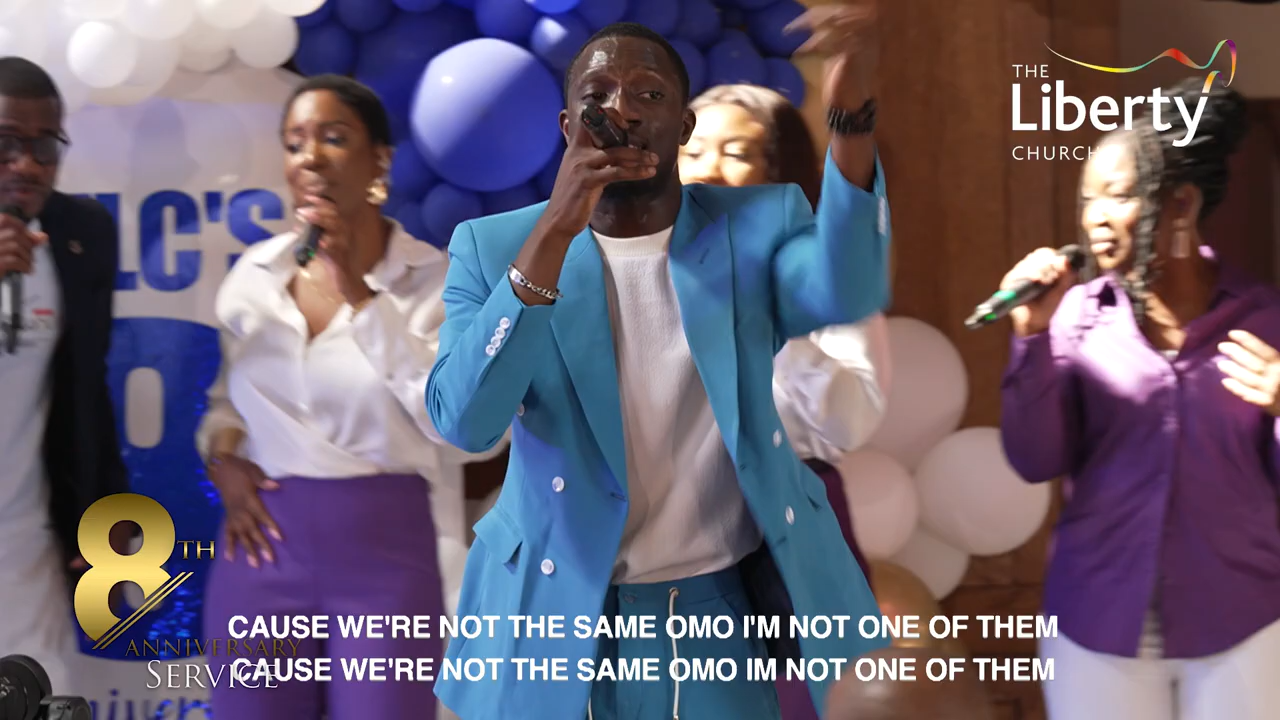 THE
Liberty
CHURCH
LC'S
8TH
ANNIVERSARY
SERVICE
CAUSE WE'RE NOT THE SAME OMO I'M NOT ONE OF THEM
CAUSE WE'RE NOT THE SAME OMO IM NOT ONE OF THEM